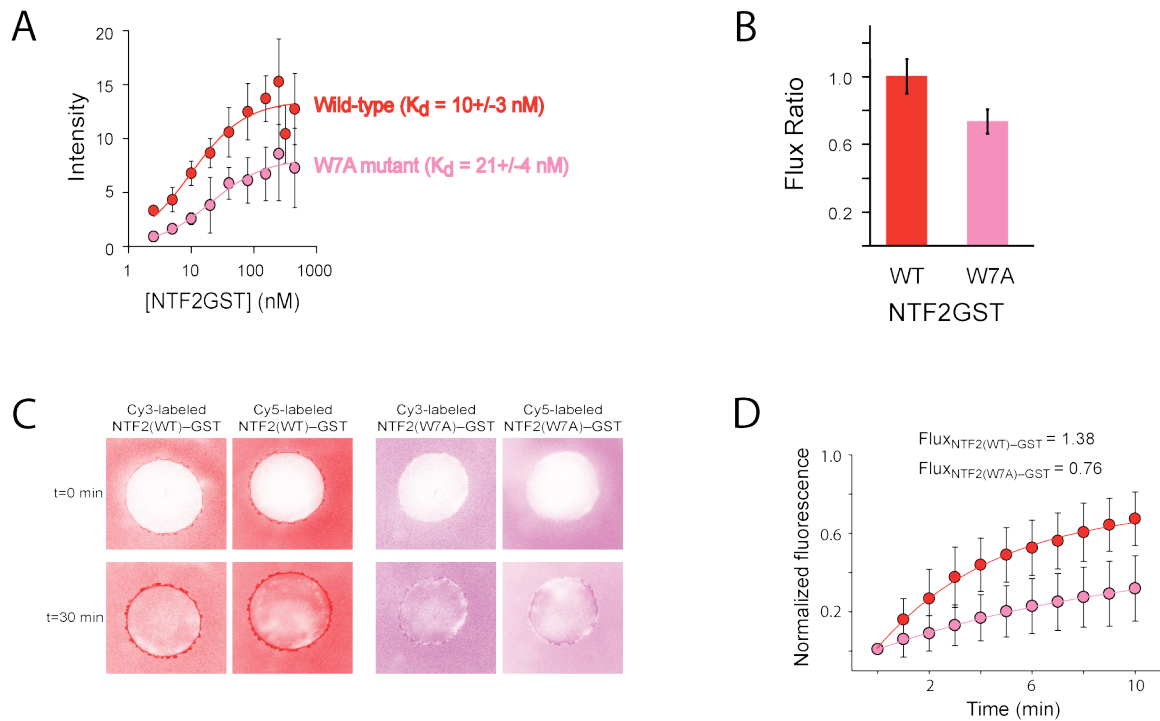 A
20
15
10
5
0
Intensity
Wild-type (Kd = 10+/-3 nM)
W7A mutant (Kd = 21+/-4 nM)
1 10 100 1000
[NTF2GST] (nM)
B
1.0
0.6
0.2
Flux Ratio
WT W7A
NTF2GST
C
Cy3-labeled
NTF2(WT)–GST
Cy5-labeled
NTF2(WT)–GST
Cy3-labeled
NTF2(W7A)–GST
Cy5-labeled
NTF2(W7A)–GST
t=0 min
t=30 min
D
FluxNTF2(WT)–GST = 1.38
FluxNTF2(W7A)–GST = 0.76
1.0
0.6
0.2
Normalized fluorescence
2 6 10
Time (min)